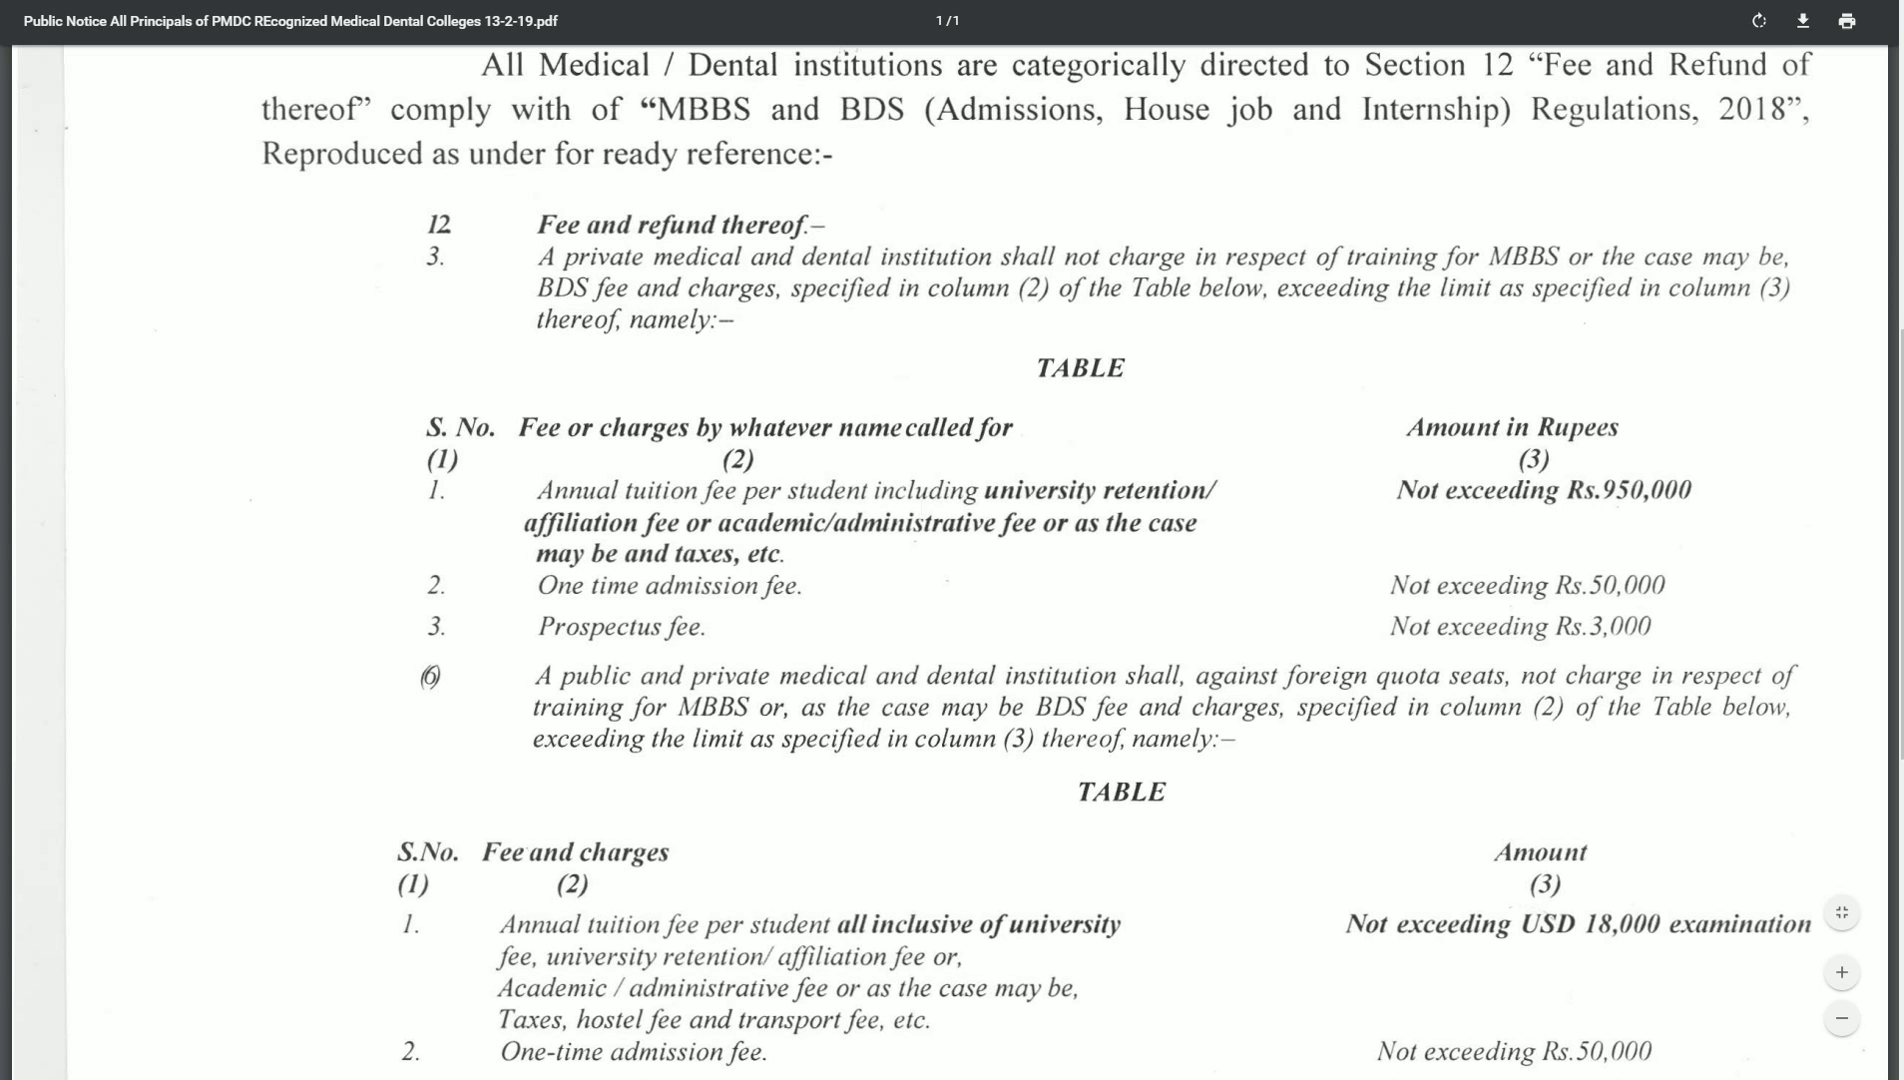 Public Notice All Principals of PMDC REcognized Medical Dental Colleges 13-2-19.pdf
1 / 1
All Medical / Dental institutions are categorically directed to Section 12 “Fee and Refund of
thereof” comply with of “MBBS and BDS (Admissions, House job and Internship) Regulations, 2018”,
Reproduced as under for ready reference:-
12 Fee and refund thereof.–
3. A private medical and dental institution shall not charge in respect of training for MBBS or the case may be,
BDS fee and charges, specified in column (2) of the Table below, exceeding the limit as specified in column (3)
thereof, namely:–
TABLE
S. No. Fee or charges by whatever name called for Amount in Rupees
(1) (2) (3)
1. Annual tuition fee per student including university retention/ Not exceeding Rs.950,000
affiliation fee or academic/administrative fee or as the case
may be and taxes, etc.
2. One time admission fee. Not exceeding Rs.50,000
3. Prospectus fee. Not exceeding Rs.3,000
(6) A public and private medical and dental institution shall, against foreign quota seats, not charge in respect of
training for MBBS or, as the case may be BDS fee and charges, specified in column (2) of the Table below,
exceeding the limit as specified in column (3) thereof, namely:–
TABLE
S.No. Fee and charges Amount
(1) (2) (3)
1. Annual tuition fee per student all inclusive of university Not exceeding USD 18,000 examination
fee, university retention/ affiliation fee or,
Academic / administrative fee or as the case may be,
Taxes, hostel fee and transport fee, etc.
2. One-time admission fee. Not exceeding Rs.50,000